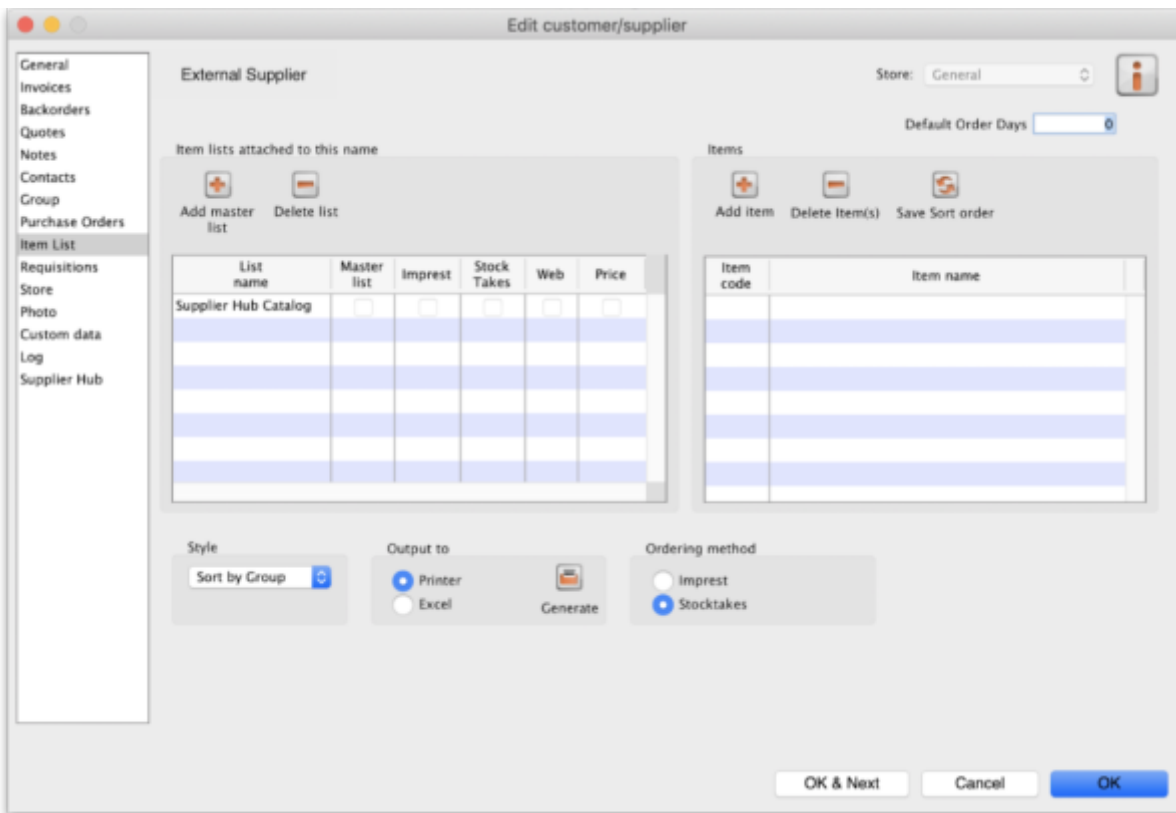 Edit customer/supplier
General
Invoices
Backorders
Quotes
Notes
Contacts
Group
Purchase Orders
Item List
Requisitions
Store
Photo
Custom data
Log
Supplier Hub
External Supplier
Store: General
Default Order Days 0
Item lists attached to this name
Add master
list
Delete list
List
name
Master
list
Imprest
Stock
Takes
Web
Price
Supplier Hub Catalog
Items
Add item
Delete Item(s)
Save Sort order
Item
code
Item name
Style
Sort by Group
Output to
Printer
Excel
Generate
Ordering method
Imprest
Stocktakes
OK & Next
Cancel
OK